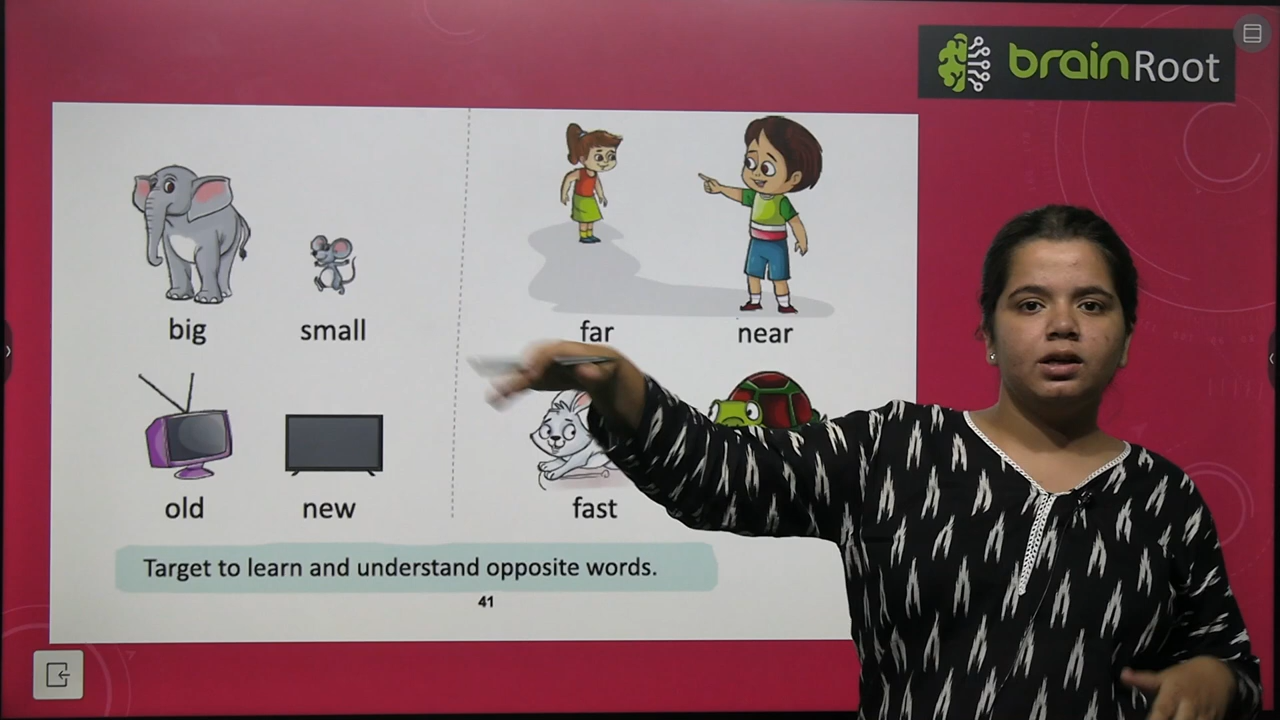 brainRoot
big small
far near
old new
fast
Target to learn and understand opposite words.
41